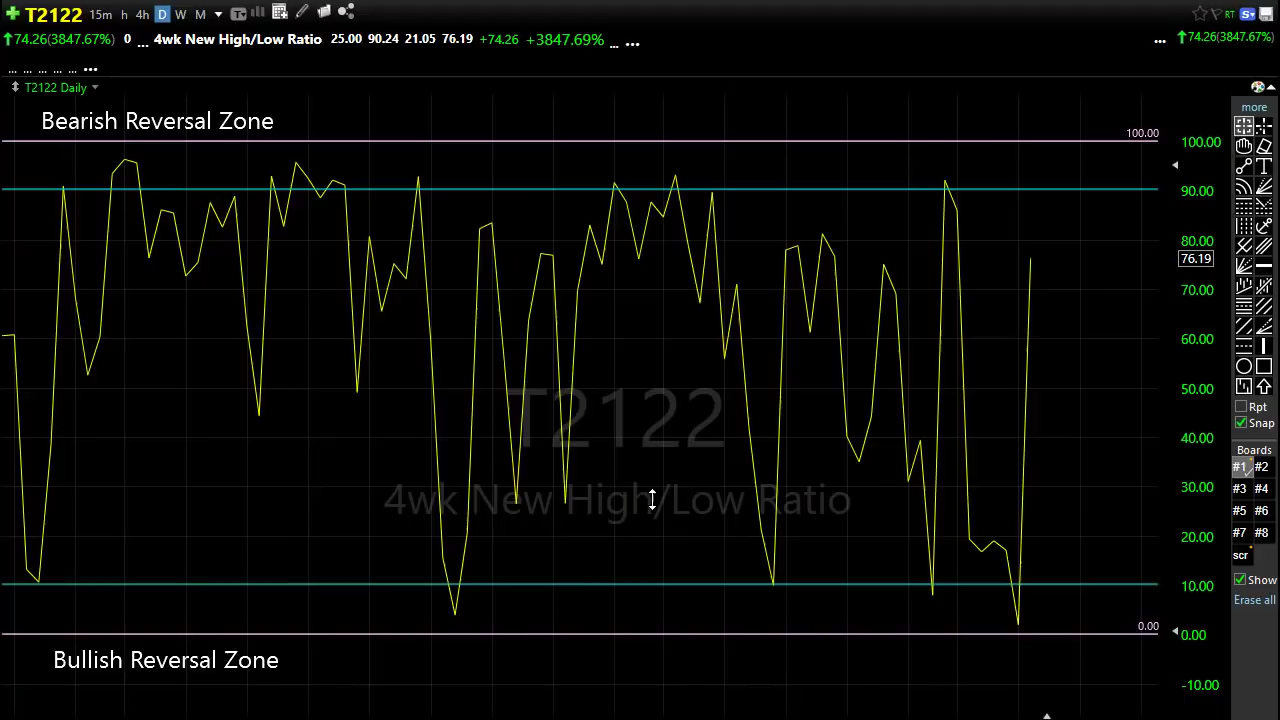 T2122 15m h 4h D W M
74.26(3847.67%) 0 ... 4wk New High/Low Ratio 25.00 90.24 21.05 76.19 +74.26 +3847.69% ... ... ... 74.26(3847.67%)
... ... ... ... ... ...
T2122 Daily
more
Bearish Reversal Zone
100.00
100.00
90.00
80.00
76.19
70.00
60.00
50.00
40.00
30.00
20.00
10.00
0.00
0.00
-10.00
T2122
4wk New High/Low Ratio
Bullish Reversal Zone
RT
Rpt
Snap
Boards
#1 #2
#3 #4
#5 #6
#7 #8
scr
Show
Erase all